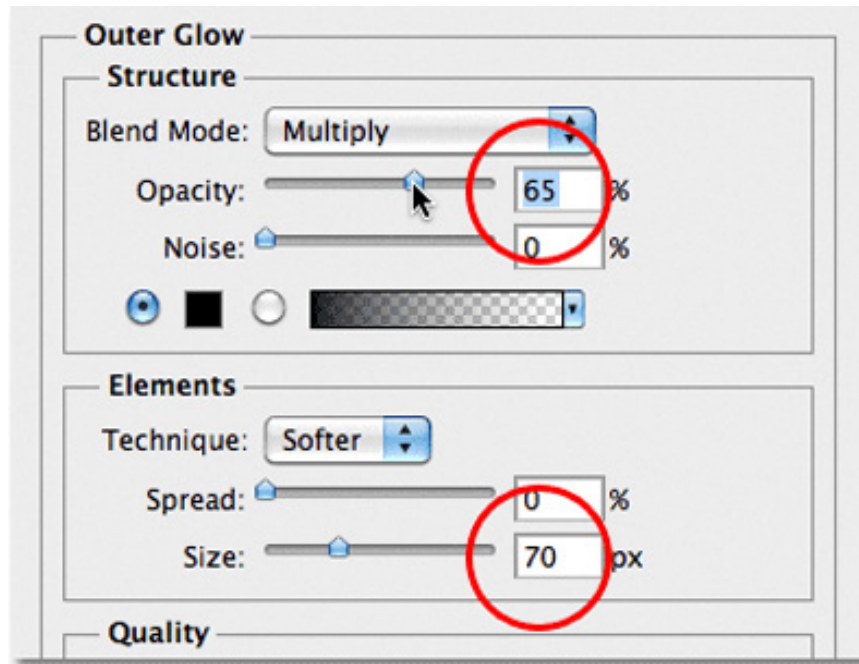 Outer Glow
Structure
Blend Mode: Multiply
Opacity: 65 %
Noise: 0 %
Elements
Technique: Softer
Spread: 0 %
Size: 70 px
Quality